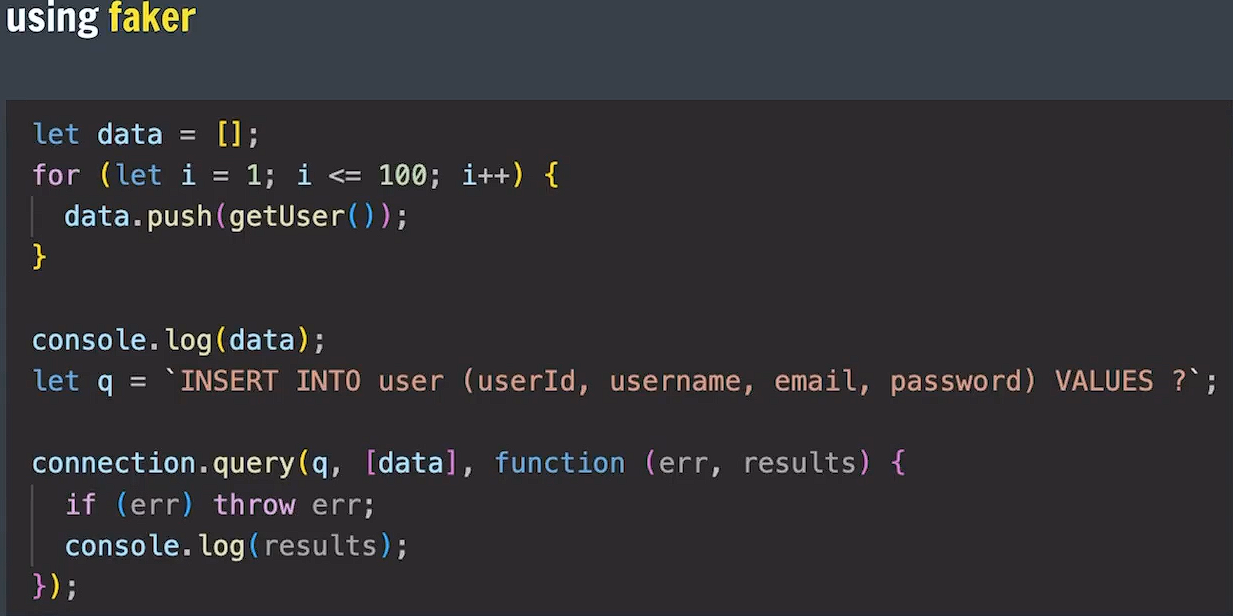 using faker
let data = [];
for (let i = 1; i <= 100; i++) {
  data.push(getUser());
}
console.log(data);
let q = `INSERT INTO user (userId, username, email, password) VALUES ?`;
connection.query(q, [data], function (err, results) {
  if (err) throw err;
  console.log(results);
});